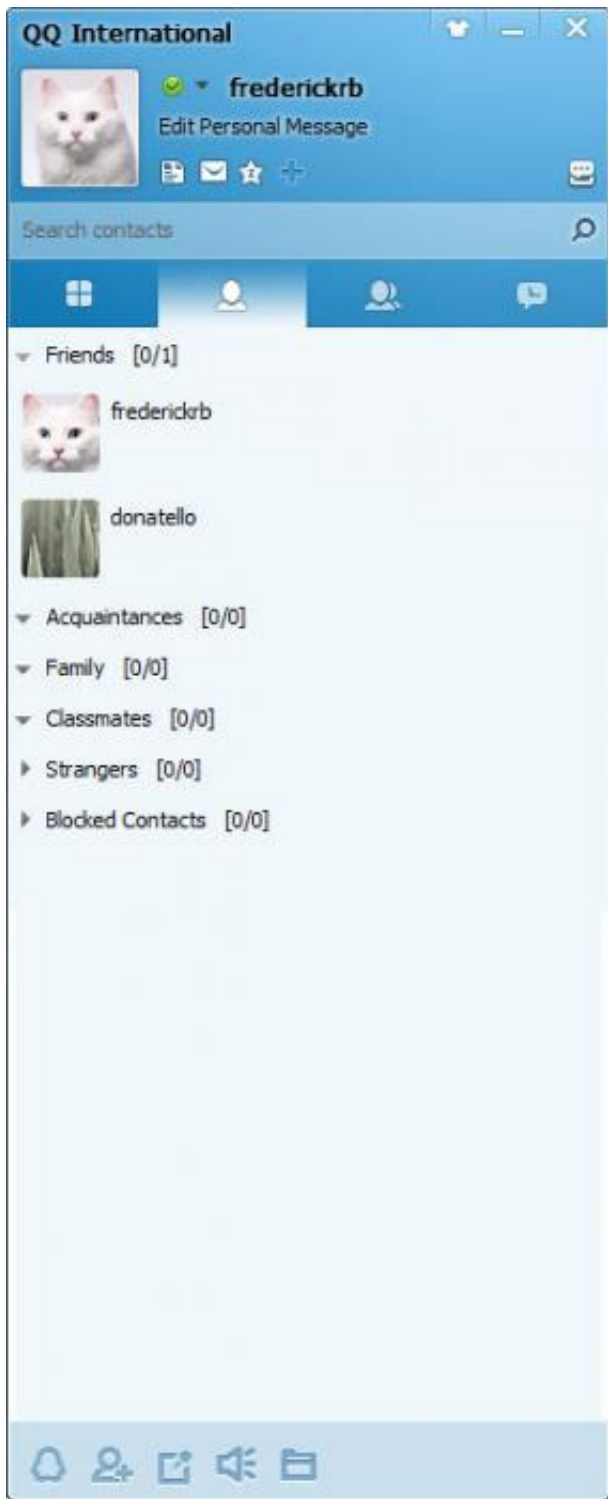 QQ International
frederickrb
Edit Personal Message
Search contacts
Friends [0/1]
frederickrb
donatello
Acquaintances [0/0]
Family [0/0]
Classmates [0/0]
Strangers [0/0]
Blocked Contacts [0/0]